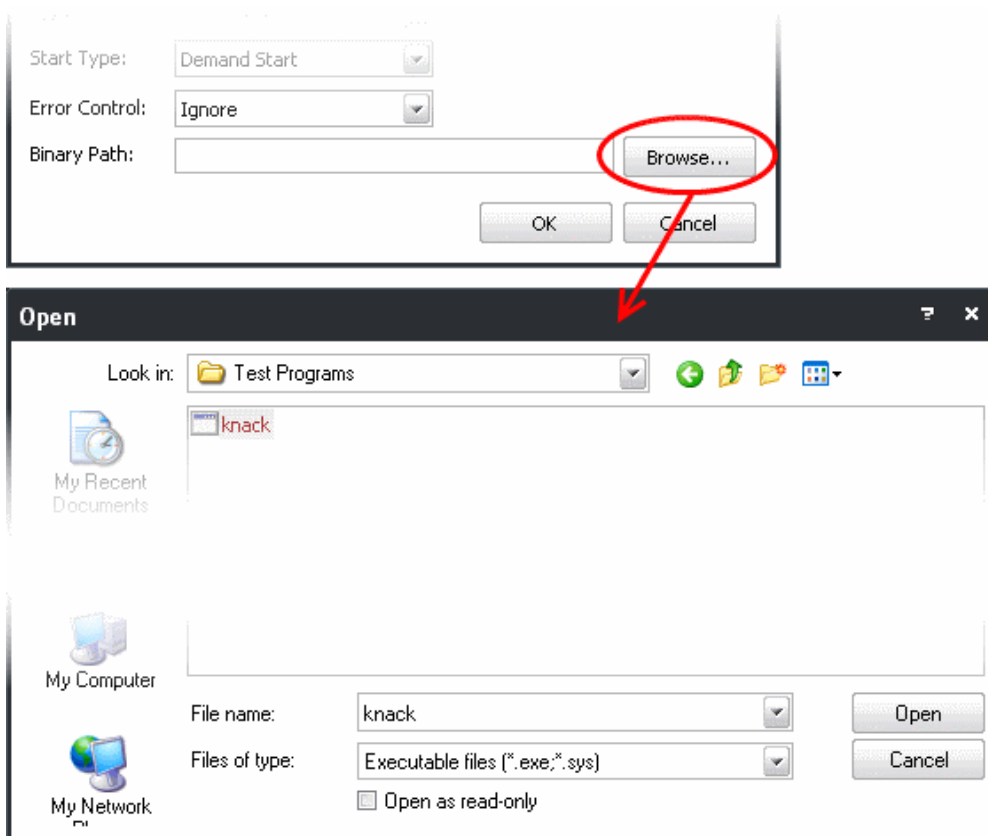 Start Type: Demand Start
Error Control: Ignore
Binary Path: Browse...
OK Cancel
Open
Look in: Test Programs
knack
My Recent
Documents
My Computer
My Network
File name: knack Open
Files of type: Executable files (*.exe;*.sys) Cancel
Open as read-only